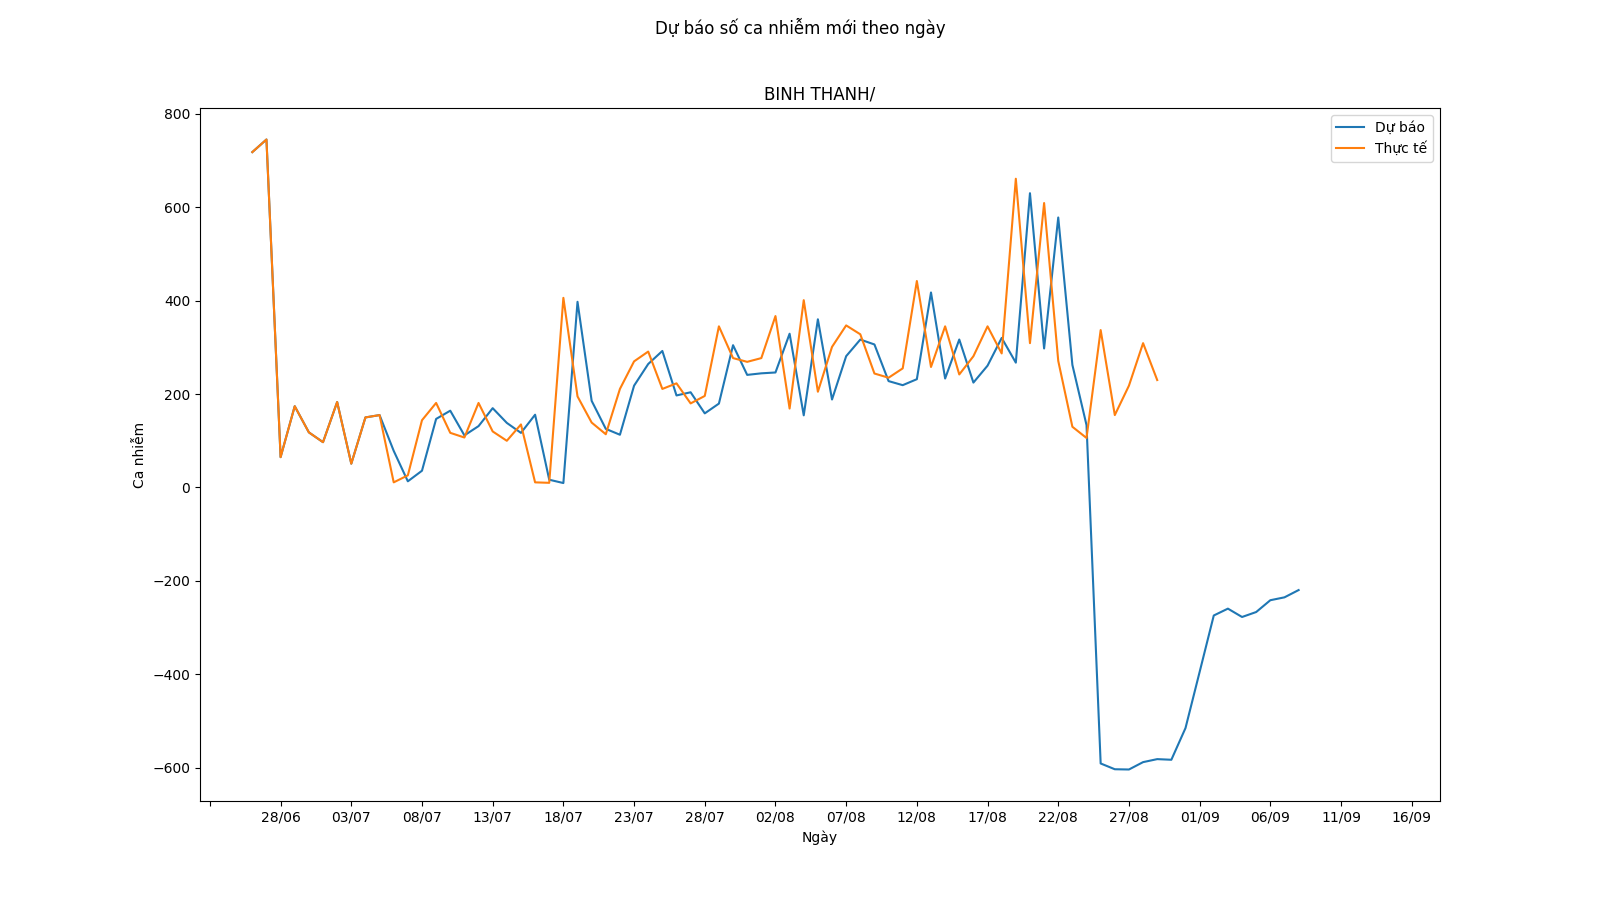 Dự báo số ca nhiễm mới theo ngày
BINH THANH/
Dự báo
Thực tế
800
600
400
200
0
−200
−400
−600
Ca nhiễm
28/06 03/07 08/07 13/07 18/07 23/07 28/07 02/08 07/08 12/08 17/08 22/08 27/08 01/09 06/09 11/09 16/09
Ngày